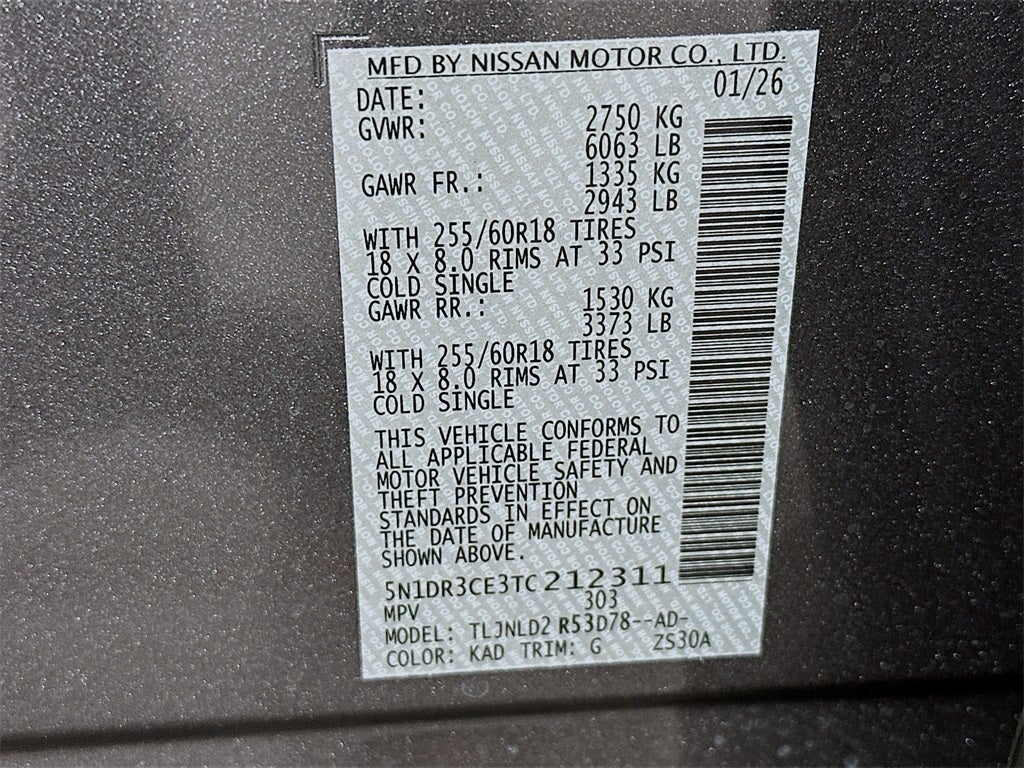 MFD BY NISSAN MOTOR CO., LTD.
DATE: 01/26
GVWR: 2750 KG
6063 LB
GAWR FR.: 1335 KG
2943 LB
WITH 255/60R18 TIRES
18 X 8.0 RIMS AT 33 PSI
COLD SINGLE
GAWR RR.: 1530 KG
3373 LB
WITH 255/60R18 TIRES
18 X 8.0 RIMS AT 33 PSI
COLD SINGLE
THIS VEHICLE CONFORMS TO
ALL APPLICABLE FEDERAL
MOTOR VEHICLE SAFETY AND
THEFT PREVENTION
STANDARDS IN EFFECT ON
THE DATE OF MANUFACTURE
SHOWN ABOVE.
5N1DR3CE3TC212311
MPV 303
MODEL: TLJNLD2 R53D78--AD-
COLOR: KAD TRIM: G ZS30A